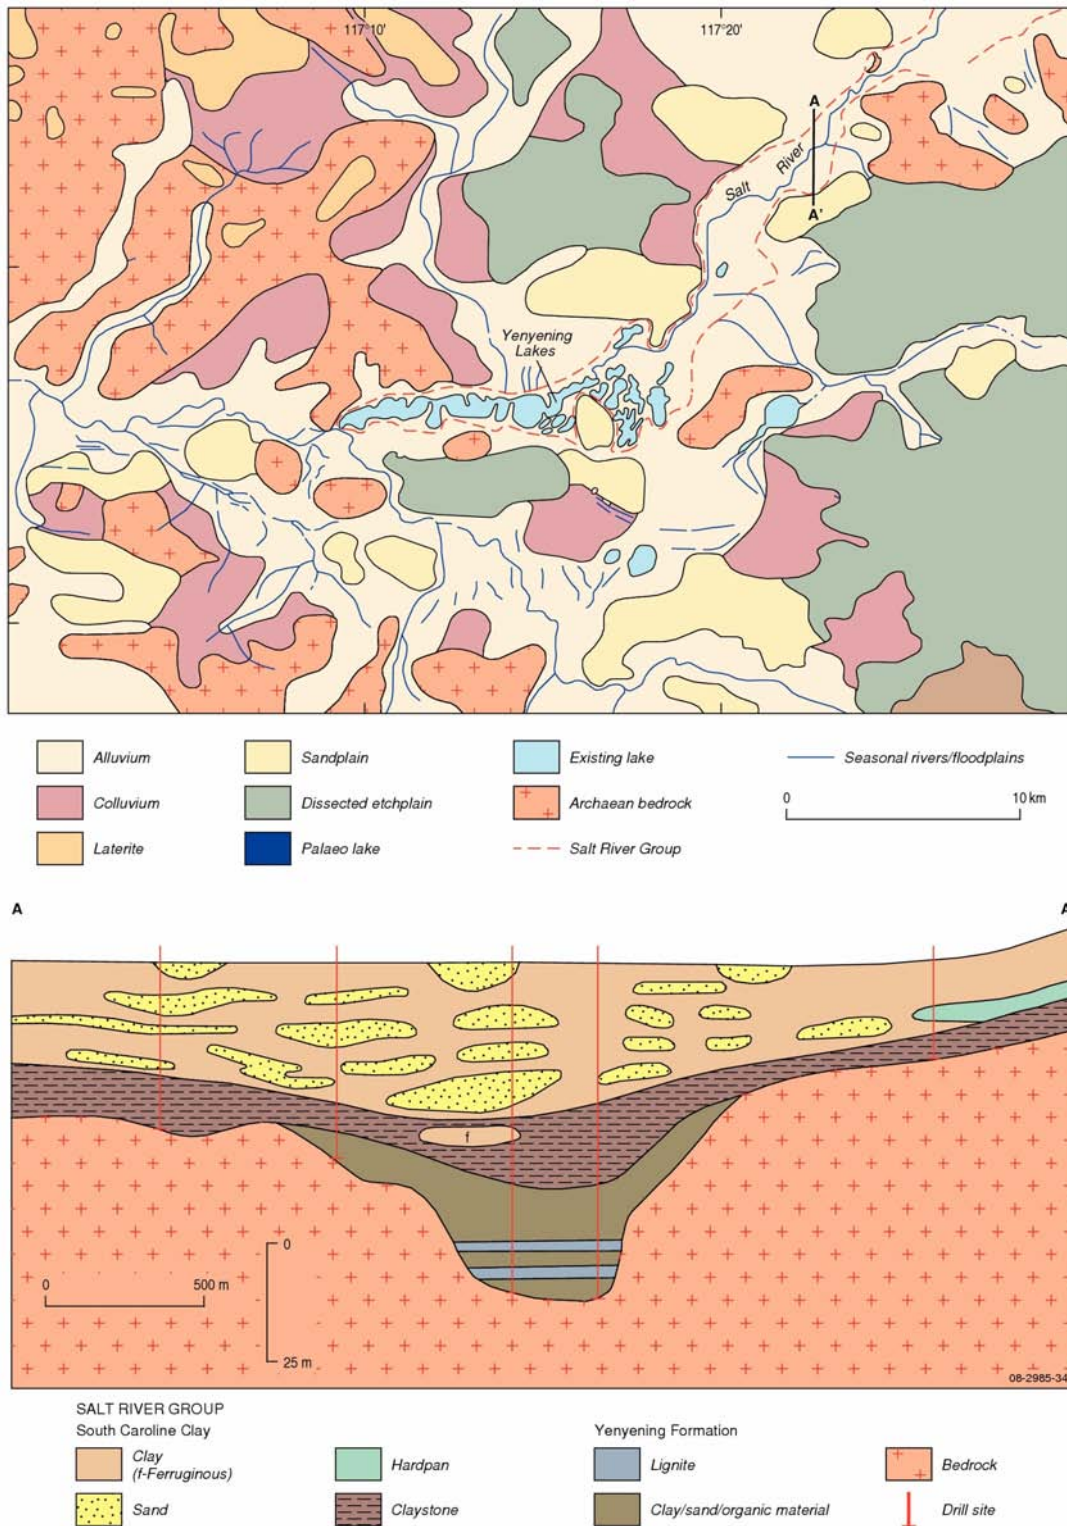 117°10'
117°20'
A
Salt River
A'
Yenyening
Lakes
Alluvium
Sandplain
Existing lake
Seasonal rivers/floodplains
Colluvium
Dissected etchplain
Archaean bedrock
0
10 km
Laterite
Palaeo lake
Salt River Group
A
A
f
0
0
500 m
25 m
08-2985-34
SALT RIVER GROUP
South Caroline Clay
Yenyening Formation
Clay
(f-Ferruginous)
Hardpan
Lignite
Bedrock
Sand
Claystone
Clay/sand/organic material
Drill site